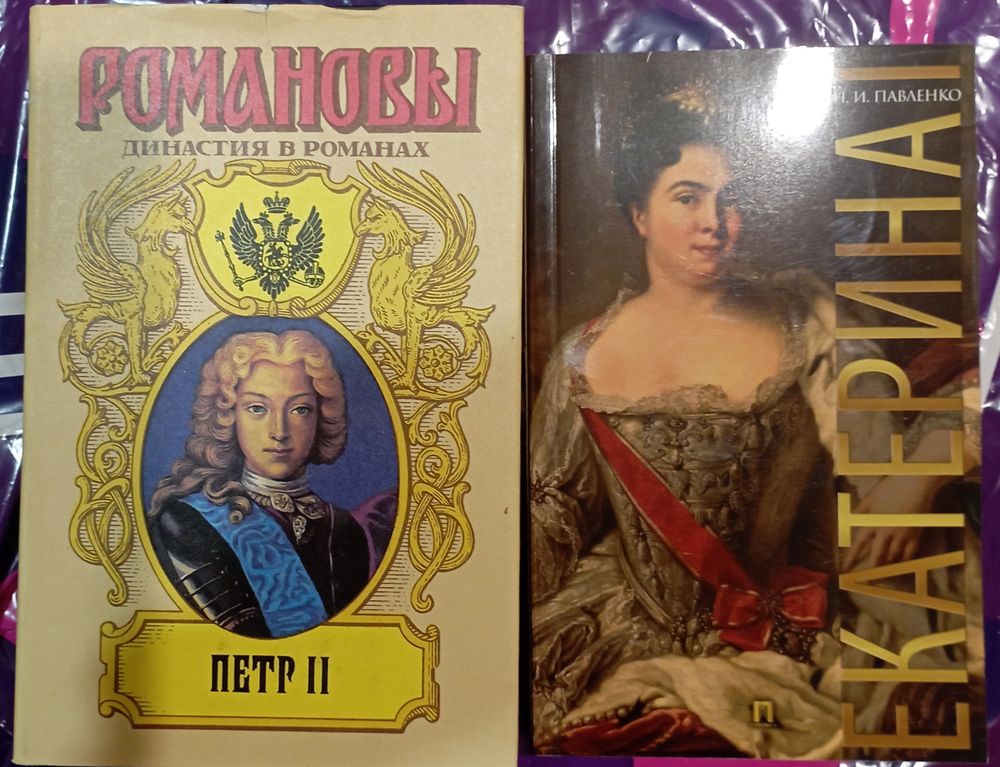 РОМАНОВЫ
ДИНАСТИЯ В РОМАНАХ
ПЕТР II
И. ПАВЛЕНКО
ЕКАТЕРИНА I
П